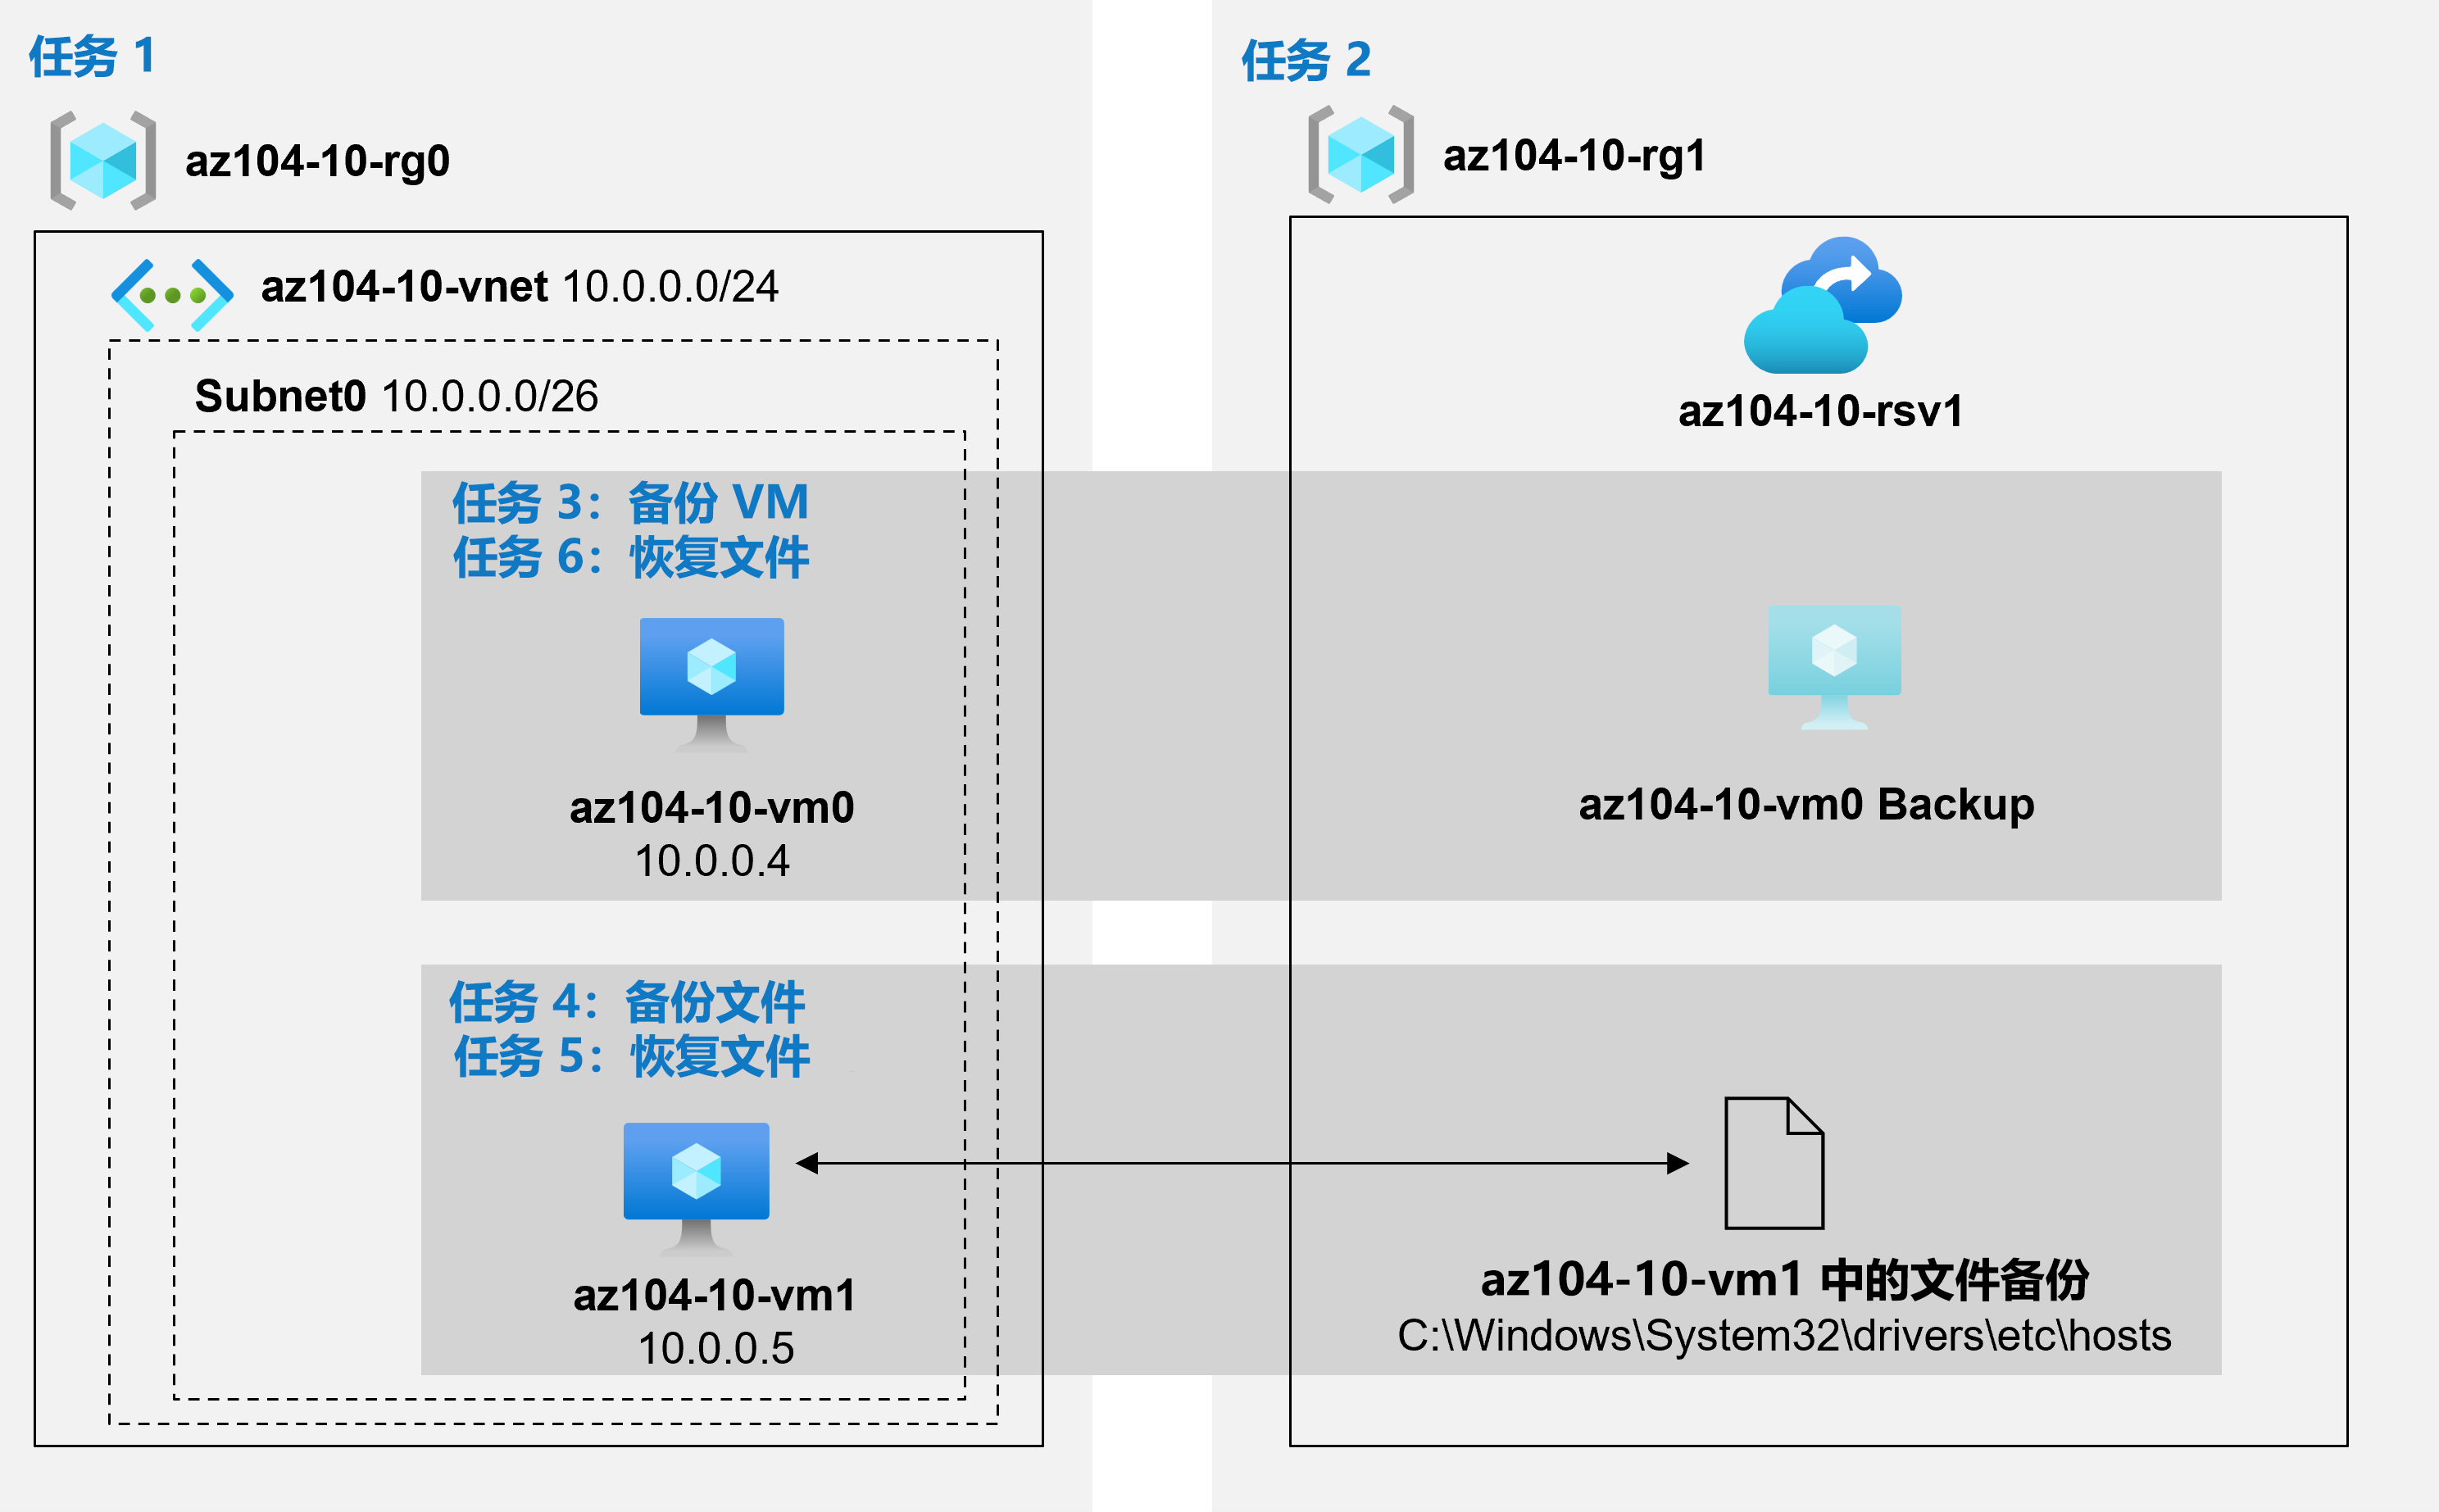 任务 1
az104-10-rg0
az104-10-vnet 10.0.0.0/24
Subnet0 10.0.0.0/26
任务 3：备份 VM
任务 6：恢复文件
az104-10-vm0
10.0.0.4
任务 4：备份文件
任务 5：恢复文件
az104-10-vm1
10.0.0.5
任务 2
az104-10-rg1
az104-10-rsv1
az104-10-vm0 Backup
az104-10-vm1 中的文件备份
C:\Windows\System32\drivers\etc\hosts